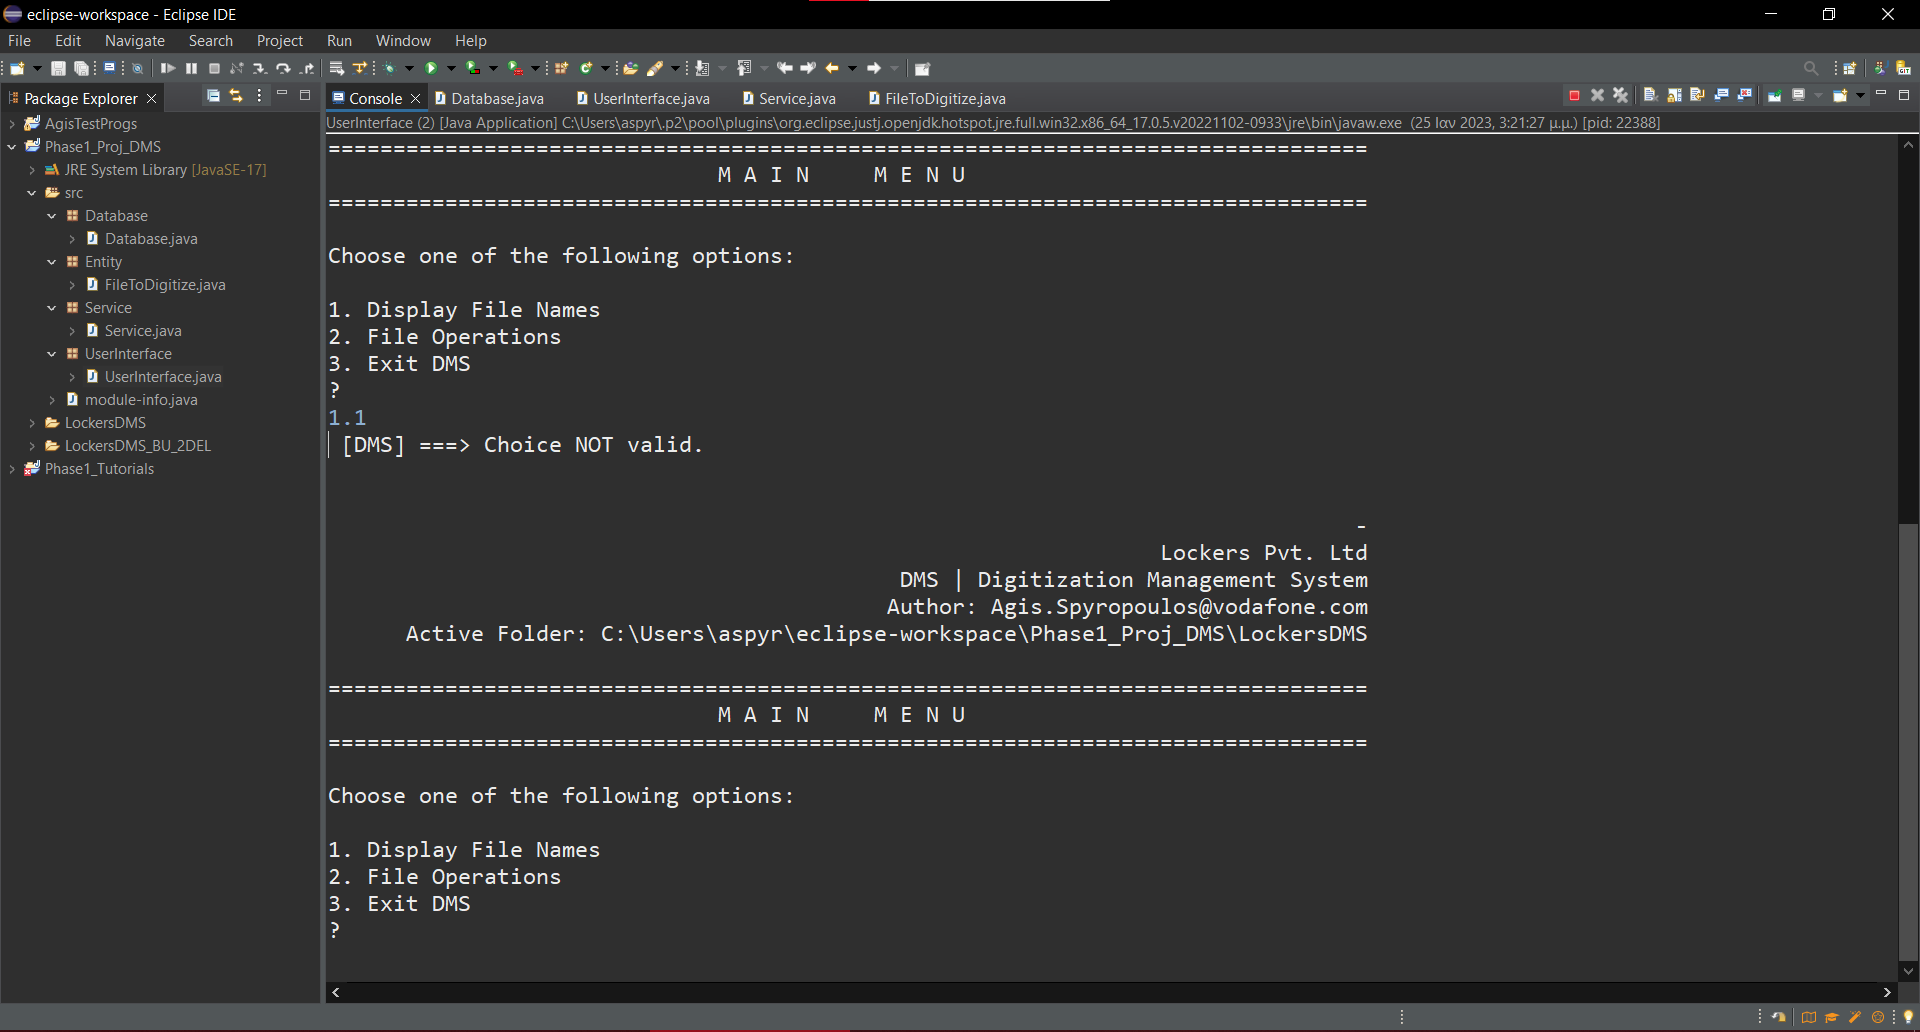 eclipse-workspace - Eclipse IDE
File Edit Navigate Search Project Run Window Help
Package Explorer
AgisTestProgs
Phase1_Proj_DMS
JRE System Library [JavaSE-17]
src
Database
Database.java
Entity
FileToDigitize.java
Service
Service.java
UserInterface
UserInterface.java
module-info.java
LockersDMS
LockersDMS_BU_2DEL
Phase1_Tutorials
Console Database.java UserInterface.java Service.java FileToDigitize.java
UserInterface (2) [Java Application] C:\Users\aspyr\.p2\pool\plugins\org.eclipse.justj.openjdk.hotspot.jre.full.win32.x86_64_17.0.5.v20221102-0933\jre\bin\javaw.exe (25 Ιαν 2023, 3:21:27 μ.μ.) [pid: 22388]
================================================================================
M A I N     M E N U
================================================================================
Choose one of the following options:
1. Display File Names
2. File Operations
3. Exit DMS
?
1.1
[DMS] ===> Choice NOT valid.
-
Lockers Pvt. Ltd
DMS | Digitization Management System
Author: Agis.Spyropoulos@vodafone.com
Active Folder: C:\Users\aspyr\eclipse-workspace\Phase1_Proj_DMS\LockersDMS
================================================================================
M A I N     M E N U
================================================================================
Choose one of the following options:
1. Display File Names
2. File Operations
3. Exit DMS
?